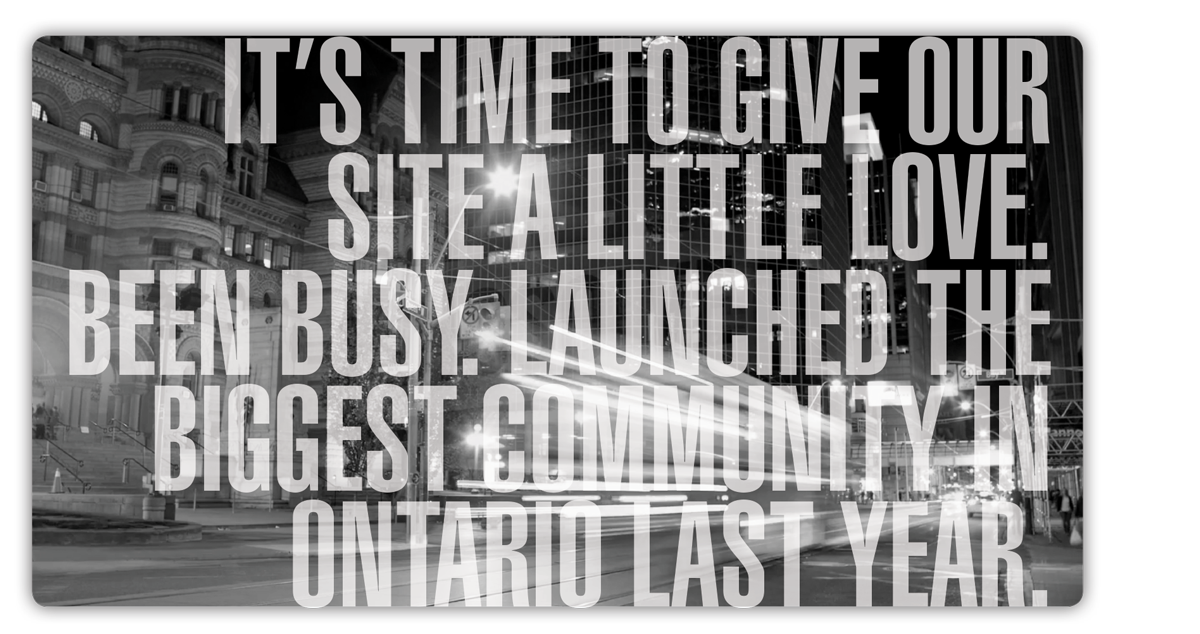 IT’S TIME TO GIVE OUR
SITE A LITTLE LOVE.
BEEN BUSY. LAUNCHED THE
BIGGEST COMMUNITY IN
ONTARIO LAST YEAR.